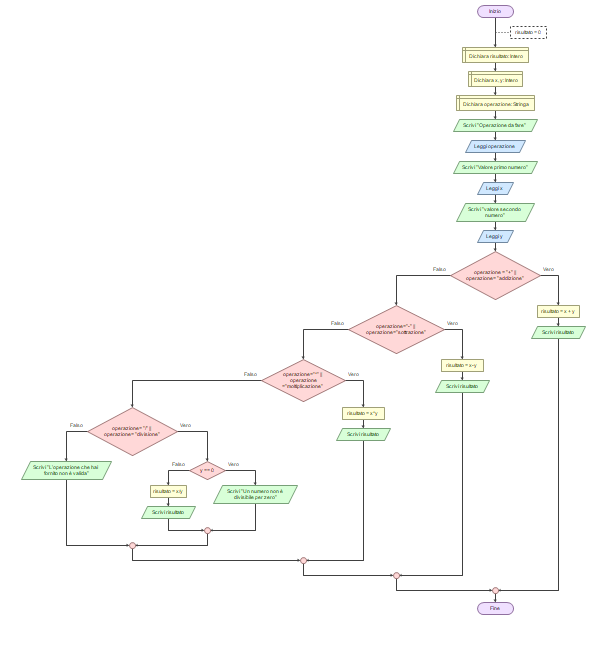 Inizio
risultato = 0
Dichiara risultato: Intero
Dichiara x, y: Intero
Dichiara operazione: Stringa
Scrivi "Operazione da fare"
Leggi operazione
Scrivi "Valore primo numero"
Leggi x
Scrivi "Valore secondo
numero"
Leggi y
operazione = "+" ||
operazione= "addizione"
Falso
Vero
risultato = x + y
Scrivi risultato
operazione="-" ||
operazione="sottrazione"
Falso
Vero
risultato = x-y
Scrivi risultato
operazione="*" ||
operazione
="moltiplicazione"
Falso
Vero
risultato = x*y
Scrivi risultato
operazione= "/" ||
operazione= "divisione"
Falso
Vero
Scrivi "L'operazione che hai
fornito non è valida"
y == 0
Falso
Vero
risultato = x/y
Scrivi risultato
Scrivi "Un numero non è
divisibile per zero"
Fine